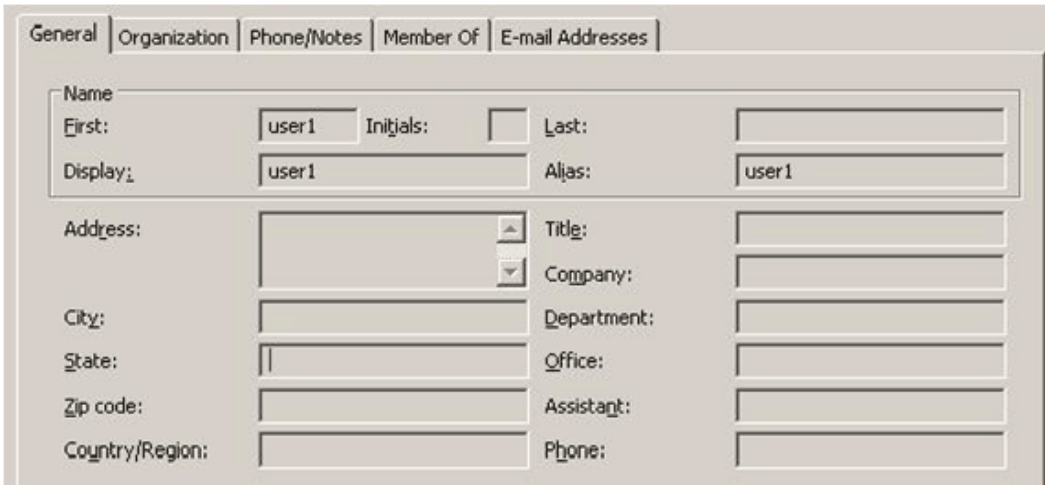 General Organization Phone/Notes Member Of E-mail Addresses
Name
First: user1 Initials: Last:
Display: user1 Alias: user1
Address: Title:
Company:
City: Department:
State: Office:
Zip code: Assistant:
Country/Region: Phone: